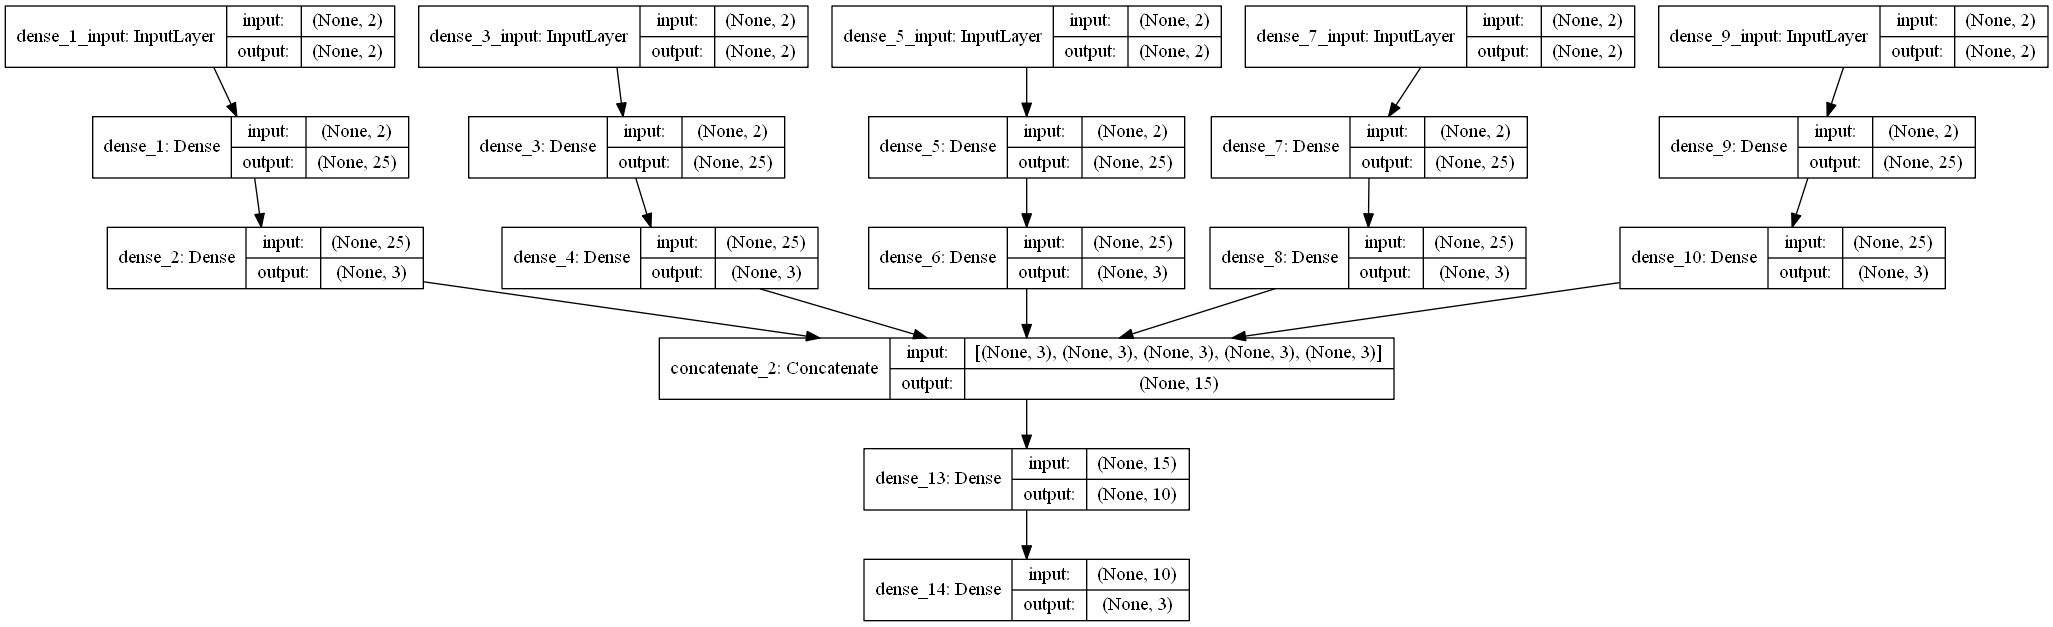 dense_1_input: InputLayer input: (None, 2) output: (None, 2)
dense_3_input: InputLayer input: (None, 2) output: (None, 2)
dense_5_input: InputLayer input: (None, 2) output: (None, 2)
dense_7_input: InputLayer input: (None, 2) output: (None, 2)
dense_9_input: InputLayer input: (None, 2) output: (None, 2)
dense_1: Dense input: (None, 2) output: (None, 25)
dense_3: Dense input: (None, 2) output: (None, 25)
dense_5: Dense input: (None, 2) output: (None, 25)
dense_7: Dense input: (None, 2) output: (None, 25)
dense_9: Dense input: (None, 2) output: (None, 25)
dense_2: Dense input: (None, 25) output: (None, 3)
dense_4: Dense input: (None, 25) output: (None, 3)
dense_6: Dense input: (None, 25) output: (None, 3)
dense_8: Dense input: (None, 25) output: (None, 3)
dense_10: Dense input: (None, 25) output: (None, 3)
concatenate_2: Concatenate input: [(None, 3), (None, 3), (None, 3), (None, 3), (None, 3)] output: (None, 15)
dense_13: Dense input: (None, 15) output: (None, 10)
dense_14: Dense input: (None, 10) output: (None, 3)